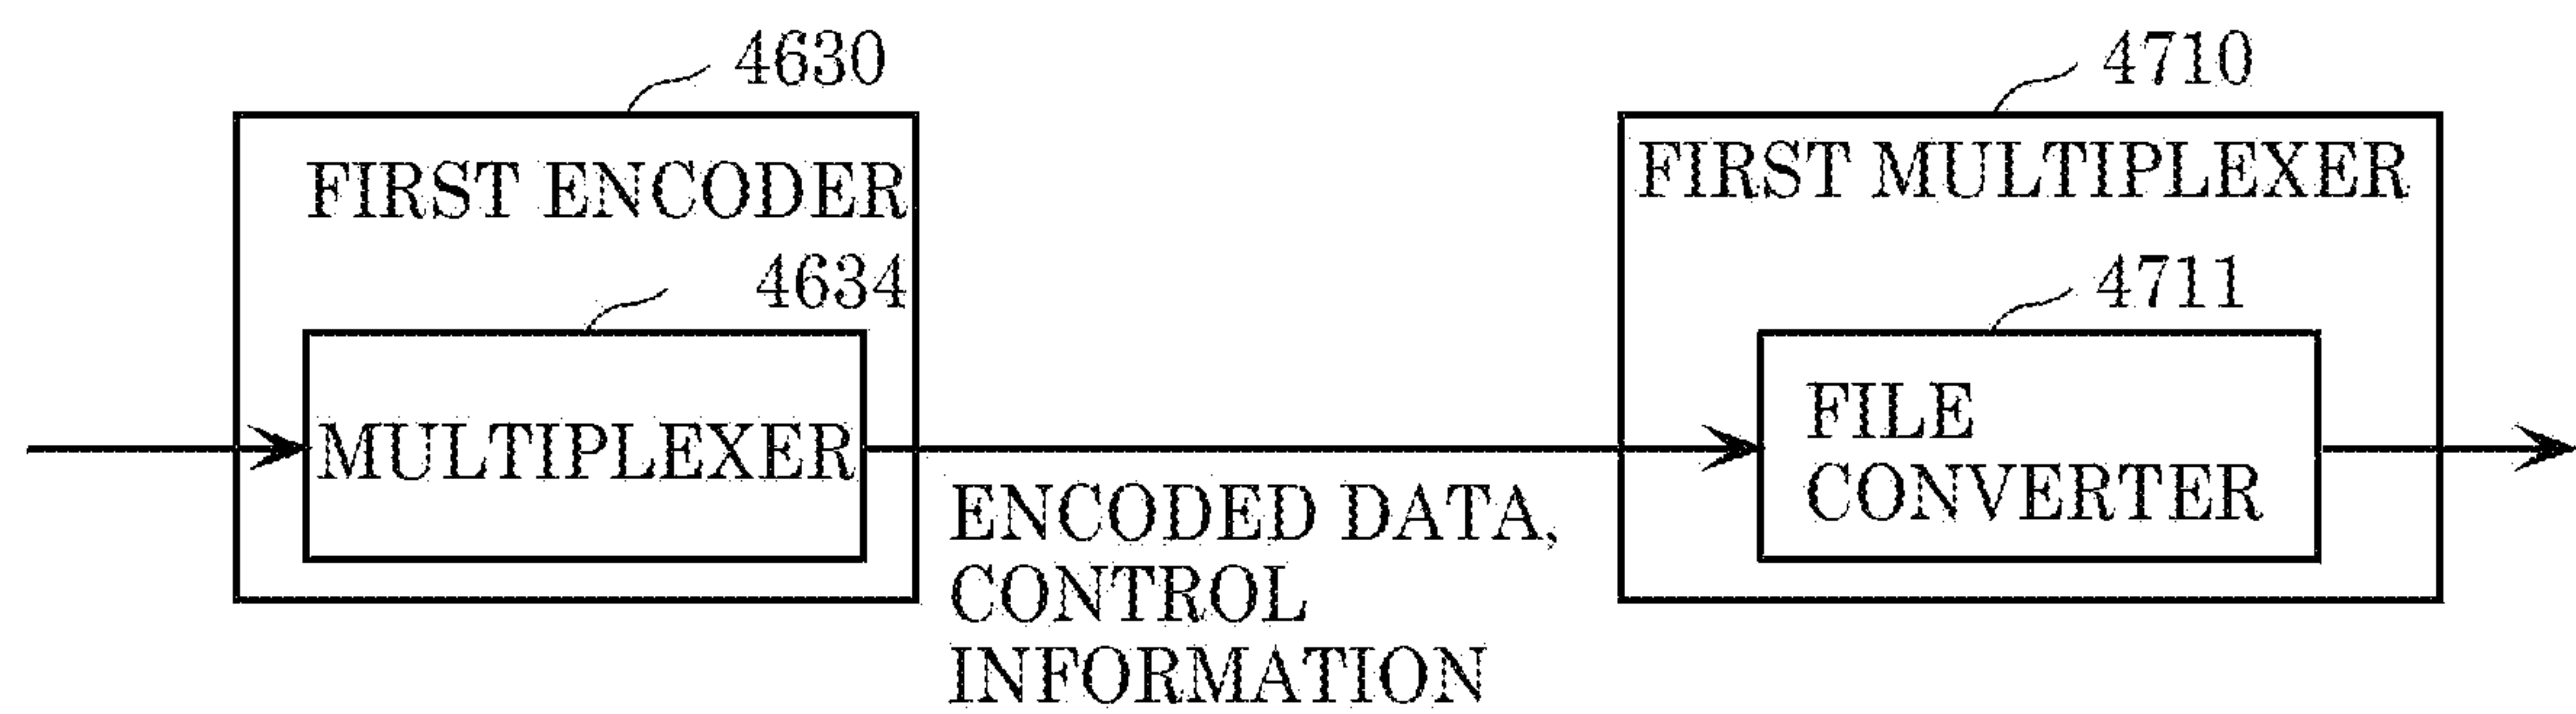 4630
4710
FIRST ENCODER
FIRST MULTIPLEXER
4634
4711
MULTIPLEXER
FILE
CONVERTER
ENCODED DATA,
CONTROL
INFORMATION